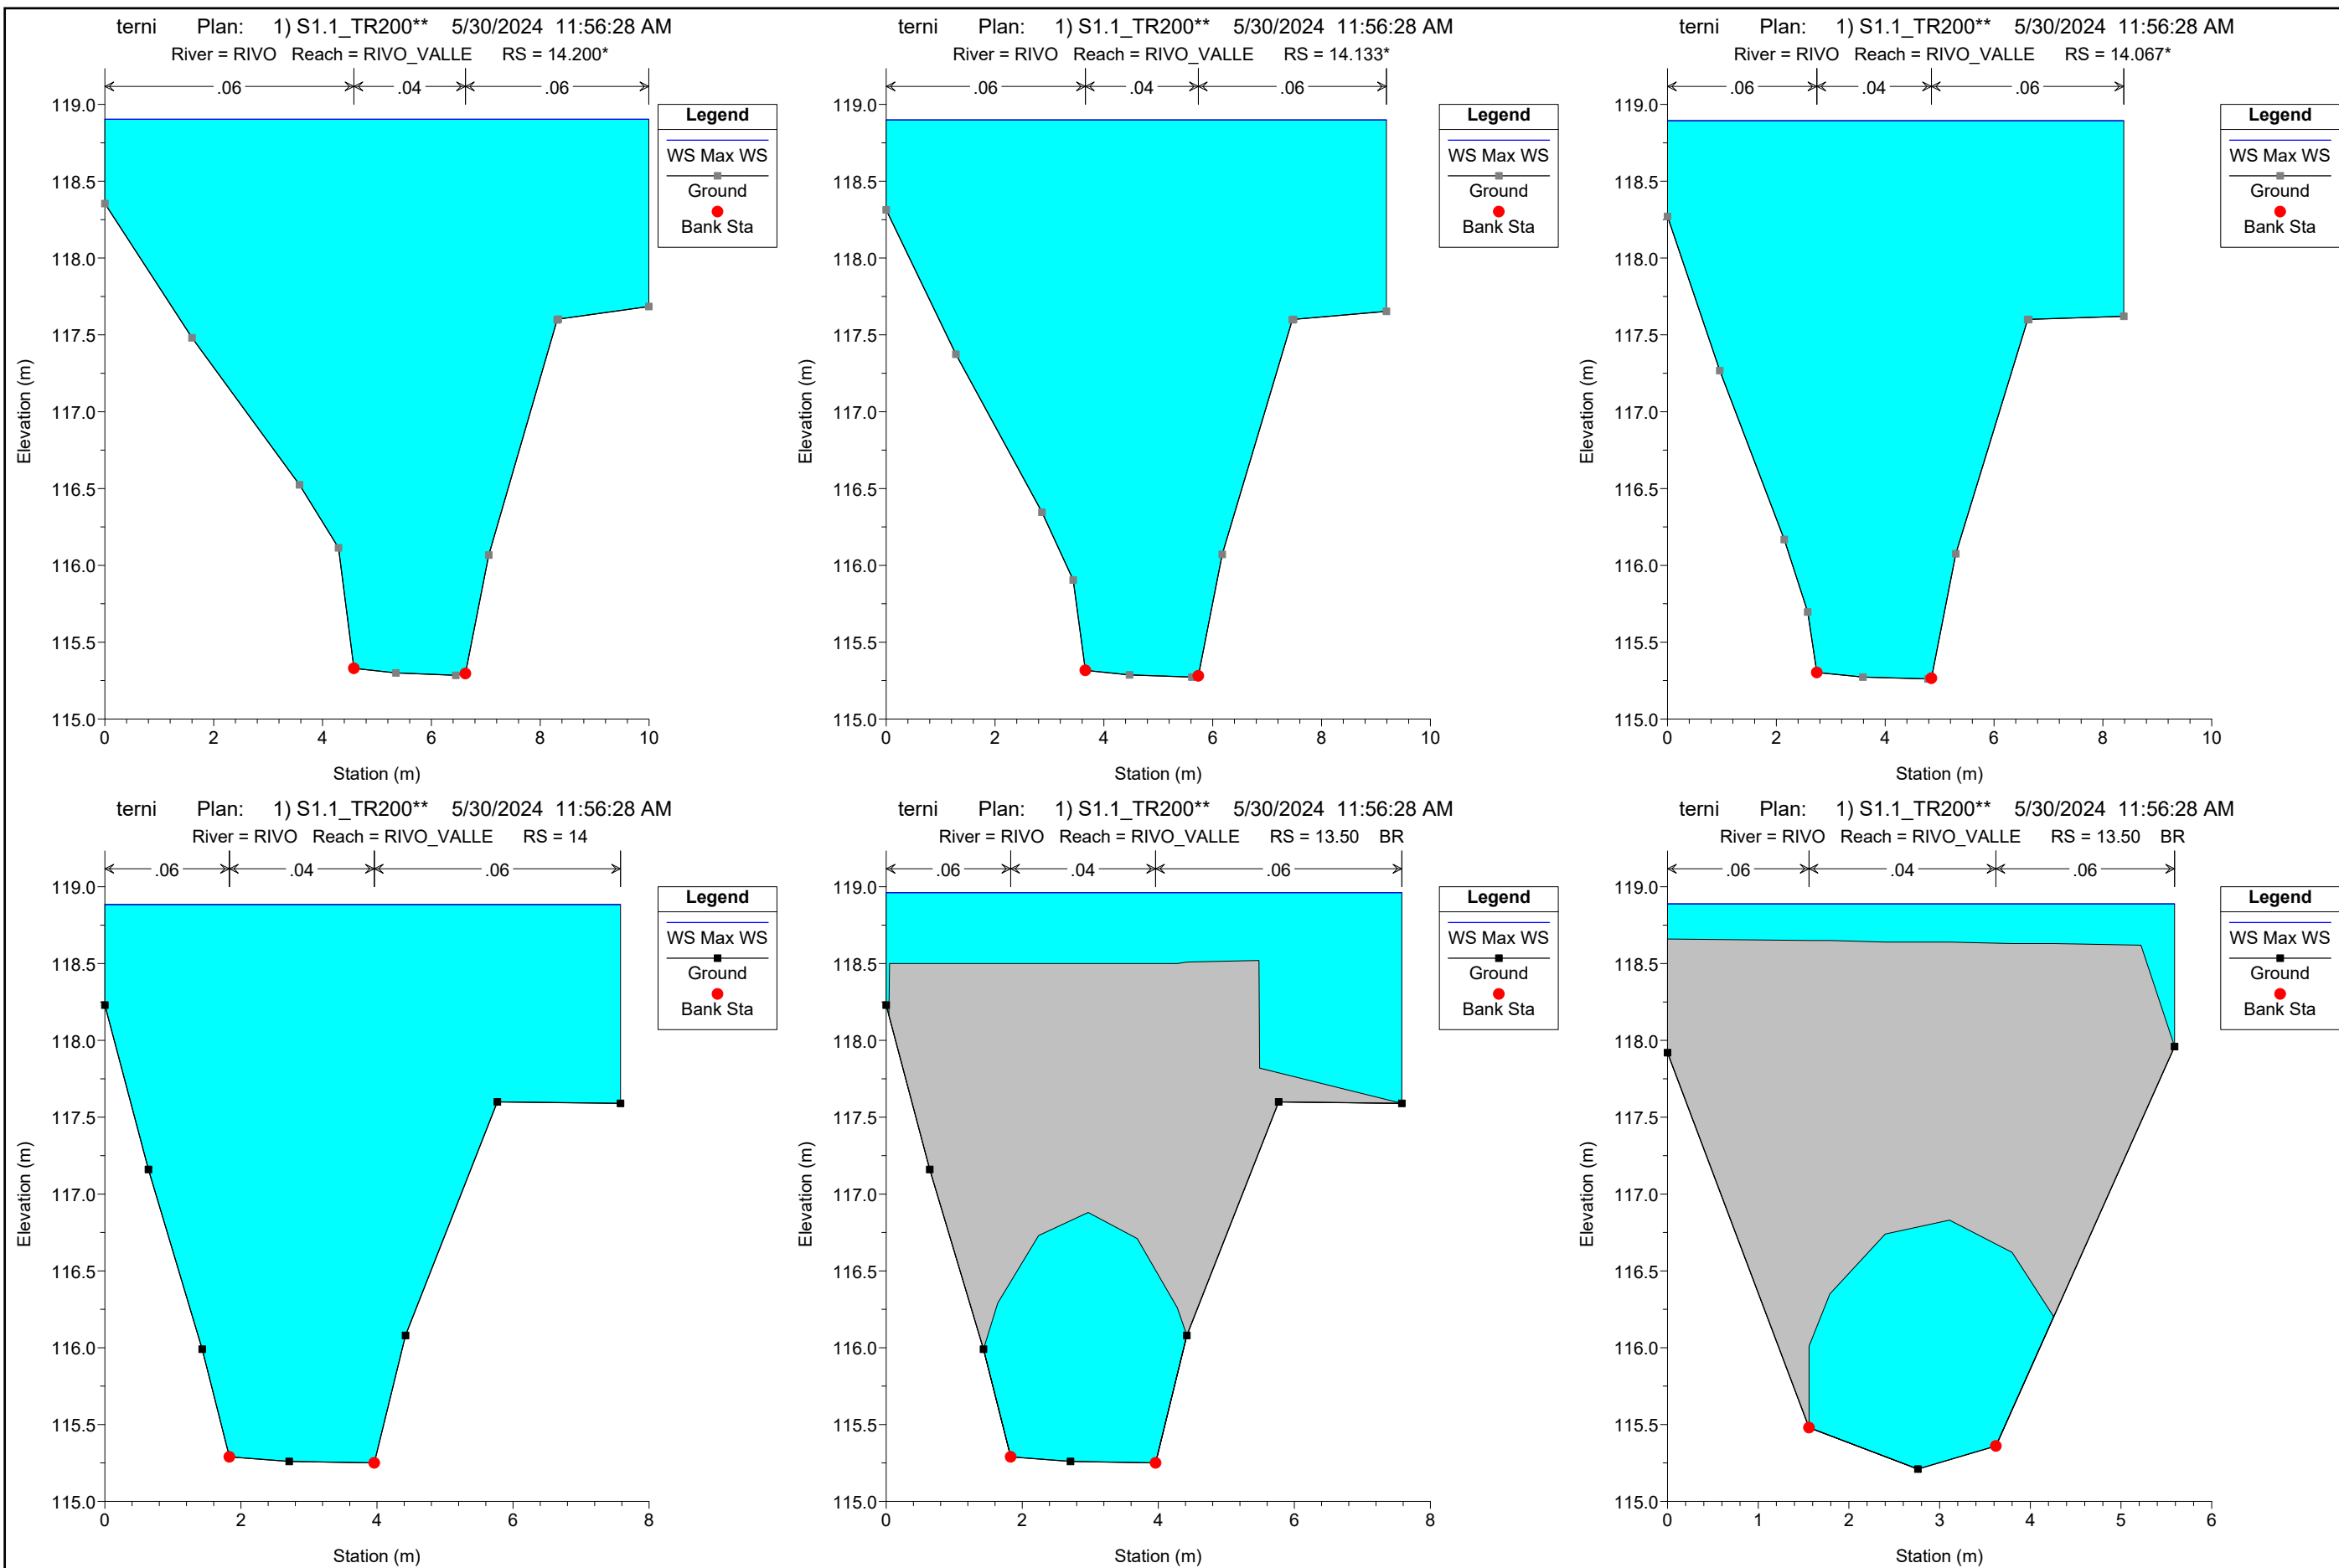 terni Plan: 1) S1.1_TR200** 5/30/2024 11:56:28 AM
River = RIVO Reach = RIVO_VALLE RS = 14.200*
.06 .04 .06
Legend
WS Max WS
Ground
Bank Sta
119.0
118.5
118.0
117.5
117.0
116.5
116.0
115.5
115.0
Elevation (m)
0 2 4 6 8 10
Station (m)
terni Plan: 1) S1.1_TR200** 5/30/2024 11:56:28 AM
River = RIVO Reach = RIVO_VALLE RS = 14.133*
.06 .04 .06
Legend
WS Max WS
Ground
Bank Sta
119.0
118.5
118.0
117.5
117.0
116.5
116.0
115.5
115.0
Elevation (m)
0 2 4 6 8 10
Station (m)
terni Plan: 1) S1.1_TR200** 5/30/2024 11:56:28 AM
River = RIVO Reach = RIVO_VALLE RS = 14.067*
.06 .04 .06
Legend
WS Max WS
Ground
Bank Sta
119.0
118.5
118.0
117.5
117.0
116.5
116.0
115.5
115.0
Elevation (m)
0 2 4 6 8 10
Station (m)
terni Plan: 1) S1.1_TR200** 5/30/2024 11:56:28 AM
River = RIVO Reach = RIVO_VALLE RS = 14
.06 .04 .06
Legend
WS Max WS
Ground
Bank Sta
119.0
118.5
118.0
117.5
117.0
116.5
116.0
115.5
115.0
Elevation (m)
0 2 4 6 8
Station (m)
terni Plan: 1) S1.1_TR200** 5/30/2024 11:56:28 AM
River = RIVO Reach = RIVO_VALLE RS = 13.50 BR
.06 .04 .06
Legend
WS Max WS
Ground
Bank Sta
119.0
118.5
118.0
117.5
117.0
116.5
116.0
115.5
115.0
Elevation (m)
0 2 4 6 8
Station (m)
terni Plan: 1) S1.1_TR200** 5/30/2024 11:56:28 AM
River = RIVO Reach = RIVO_VALLE RS = 13.50 BR
.06 .04 .06
Legend
WS Max WS
Ground
Bank Sta
119.0
118.5
118.0
117.5
117.0
116.5
116.0
115.5
115.0
Elevation (m)
0 1 2 3 4 5 6
Station (m)